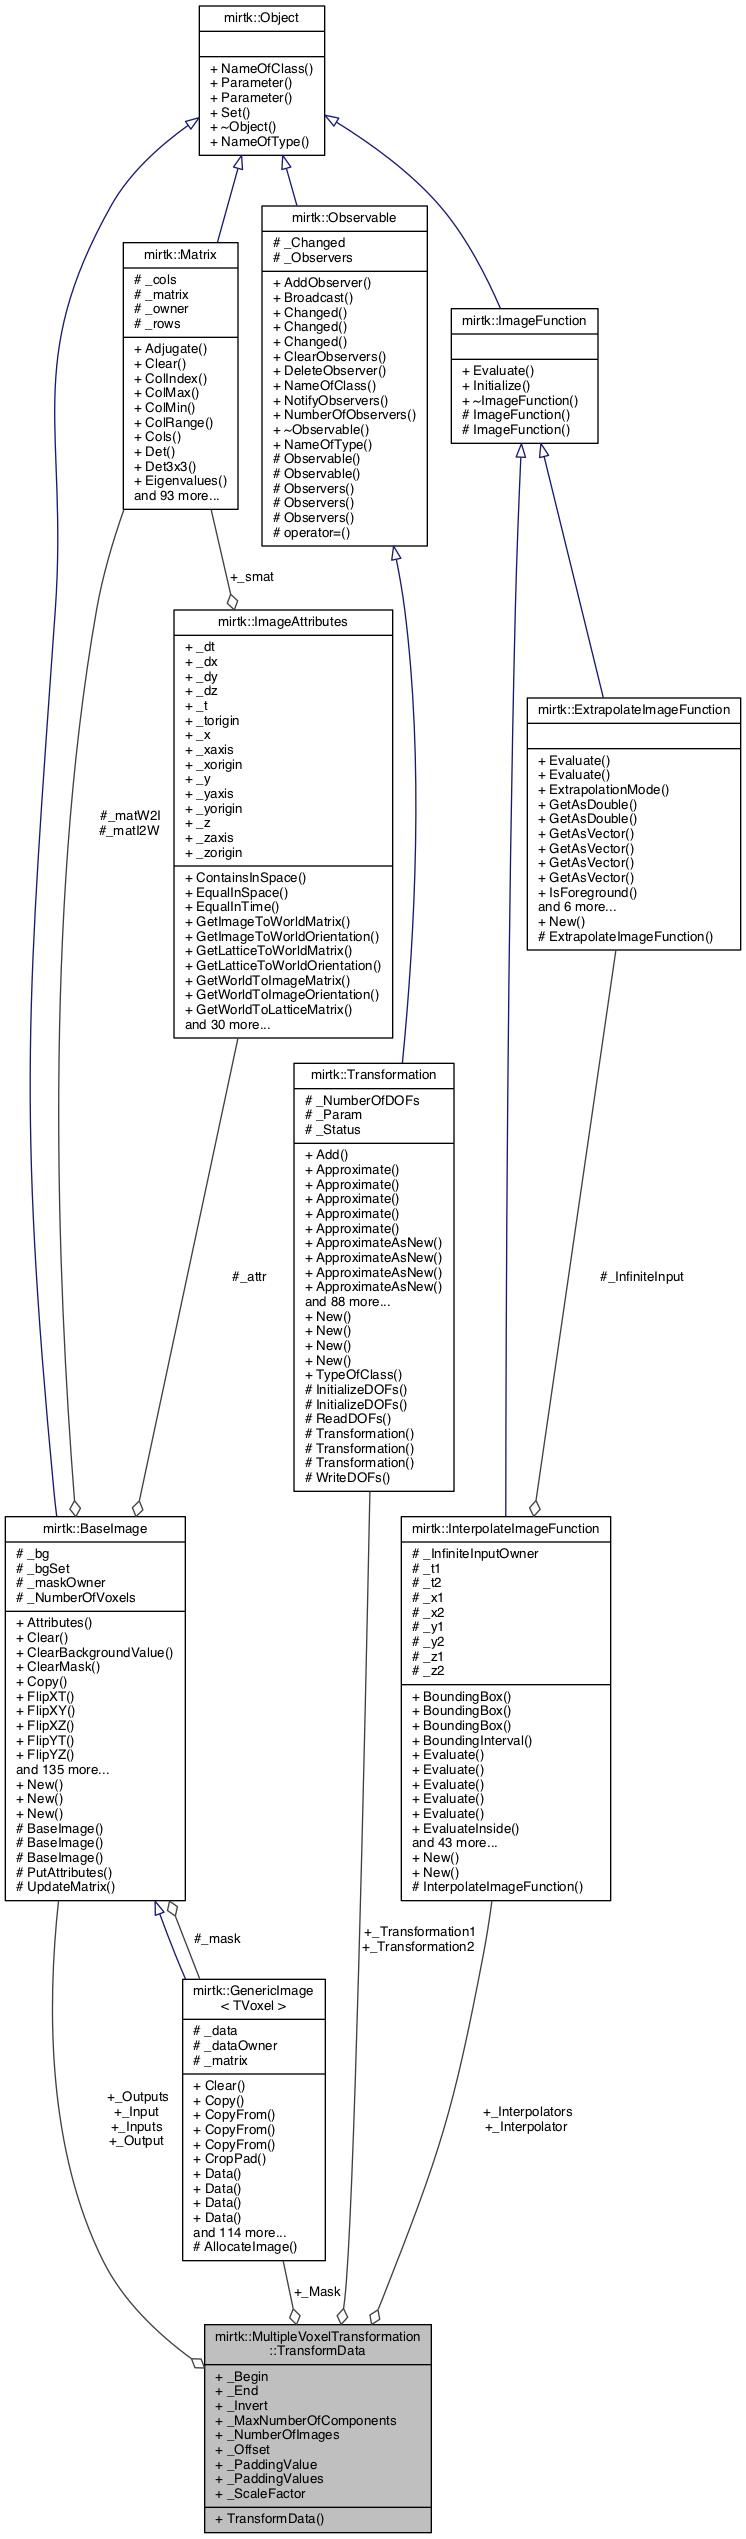 mirtk::Object
+ NameOfClass()
+ Parameter()
+ Parameter()
+ Set()
+ ~Object()
+ NameOfType()
mirtk::Matrix
# _cols
# _matrix
# _owner
# _rows
+ Adjugate()
+ Clear()
+ ColIndex()
+ ColMax()
+ ColMin()
+ ColRange()
+ Cols()
+ Det()
+ Det3x3()
+ Eigenvalues()
and 93 more...
mirtk::Observable
# _Changed
# _Observers
+ AddObserver()
+ Broadcast()
+ Changed()
+ Changed()
+ Changed()
+ ClearObservers()
+ DeleteObserver()
+ NameOfClass()
+ NotifyObservers()
+ NumberOfObservers()
+ ~Observable()
+ NameOfType()
# Observable()
# Observable()
# Observers()
# Observers()
# Observers()
# operator=()
mirtk::ImageFunction
+ Evaluate()
+ Initialize()
+ ~ImageFunction()
# ImageFunction()
# ImageFunction()
+_smat
mirtk::ImageAttributes
+ _dt
+ _dx
+ _dy
+ _dz
+ _t
+ _torigin
+ _x
+ _xaxis
+ _xorigin
+ _y
+ _yaxis
+ _yorigin
+ _z
+ _zaxis
+ _zorigin
+ ContainsInSpace()
+ EqualInSpace()
+ EqualInTime()
+ GetImageToWorldMatrix()
+ GetImageToWorldOrientation()
+ GetLatticeToWorldMatrix()
+ GetLatticeToWorldOrientation()
+ GetWorldToImageMatrix()
+ GetWorldToImageOrientation()
+ GetWorldToLatticeMatrix()
and 30 more...
#_matW2I
#_matI2W
mirtk::ExtrapolateImageFunction
+ Evaluate()
+ Evaluate()
+ ExtrapolationMode()
+ GetAsDouble()
+ GetAsDouble()
+ GetAsVector()
+ GetAsVector()
+ GetAsVector()
+ GetAsVector()
+ IsForeground()
and 6 more...
+ New()
# ExtrapolateImageFunction()
mirtk::Transformation
# _NumberOfDOFs
# _Param
# _Status
+ Add()
+ Approximate()
+ Approximate()
+ Approximate()
+ Approximate()
+ Approximate()
+ ApproximateAsNew()
+ ApproximateAsNew()
+ ApproximateAsNew()
+ ApproximateAsNew()
and 88 more...
+ New()
+ New()
+ New()
+ New()
+ TypeOfClass()
# InitializeDOFs()
# InitializeDOFs()
# ReadDOFs()
# Transformation()
# Transformation()
# Transformation()
# WriteDOFs()
#_attr
#_InfiniteInput
mirtk::BaseImage
# _bg
# _bgSet
# _maskOwner
# _NumberOfVoxels
+ Attributes()
+ Clear()
+ ClearBackgroundValue()
+ ClearMask()
+ Copy()
+ FlipXT()
+ FlipXY()
+ FlipXZ()
+ FlipYT()
+ FlipYZ()
and 135 more...
+ New()
+ New()
+ New()
# BaseImage()
# BaseImage()
# BaseImage()
# PutAttributes()
# UpdateMatrix()
mirtk::InterpolateImageFunction
# _InfiniteInputOwner
# _t1
# _t2
# _x1
# _x2
# _y1
# _y2
# _z1
# _z2
+ BoundingBox()
+ BoundingBox()
+ BoundingBox()
+ BoundingInterval()
+ Evaluate()
+ Evaluate()
+ Evaluate()
+ Evaluate()
+ Evaluate()
+ EvaluateInside()
and 43 more...
+ New()
+ New()
# InterpolateImageFunction()
#_mask
+_Transformation1
+_Transformation2
mirtk::GenericImage
< TVoxel >
# _data
# _dataOwner
# _matrix
+ Clear()
+ Copy()
+ CopyFrom()
+ CopyFrom()
+ CopyFrom()
+ CropPad()
+ Data()
+ Data()
+ Data()
+ Data()
and 114 more...
# AllocateImage()
+_Outputs
+_Input
+_Inputs
+_Output
+_Interpolators
+_Interpolator
+_Mask
mirtk::MultipleVoxelTransformation
::TransformData
+ _Begin
+ _End
+ _Invert
+ _MaxNumberOfComponents
+ _NumberOfImages
+ _Offset
+ _PaddingValue
+ _PaddingValues
+ _ScaleFactor
+ TransformData()